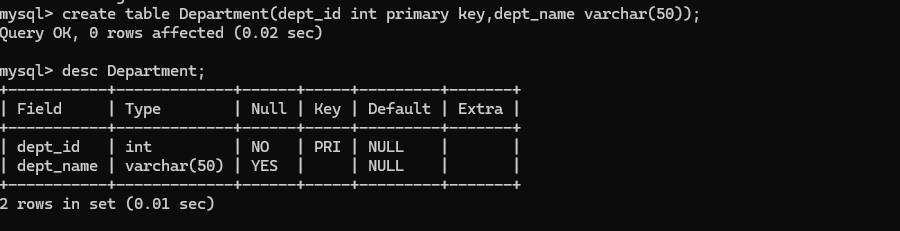 mysql> create table Department(dept_id int primary key,dept_name varchar(50));
Query OK, 0 rows affected (0.02 sec)
mysql> desc Department;
+-----------+-------------+------+-----+---------+-------+
| Field     | Type        | Null | Key | Default | Extra |
+-----------+-------------+------+-----+---------+-------+
| dept_id   | int         | NO   | PRI | NULL    |       |
| dept_name | varchar(50) | YES  |     | NULL    |       |
+-----------+-------------+------+-----+---------+-------+
2 rows in set (0.01 sec)